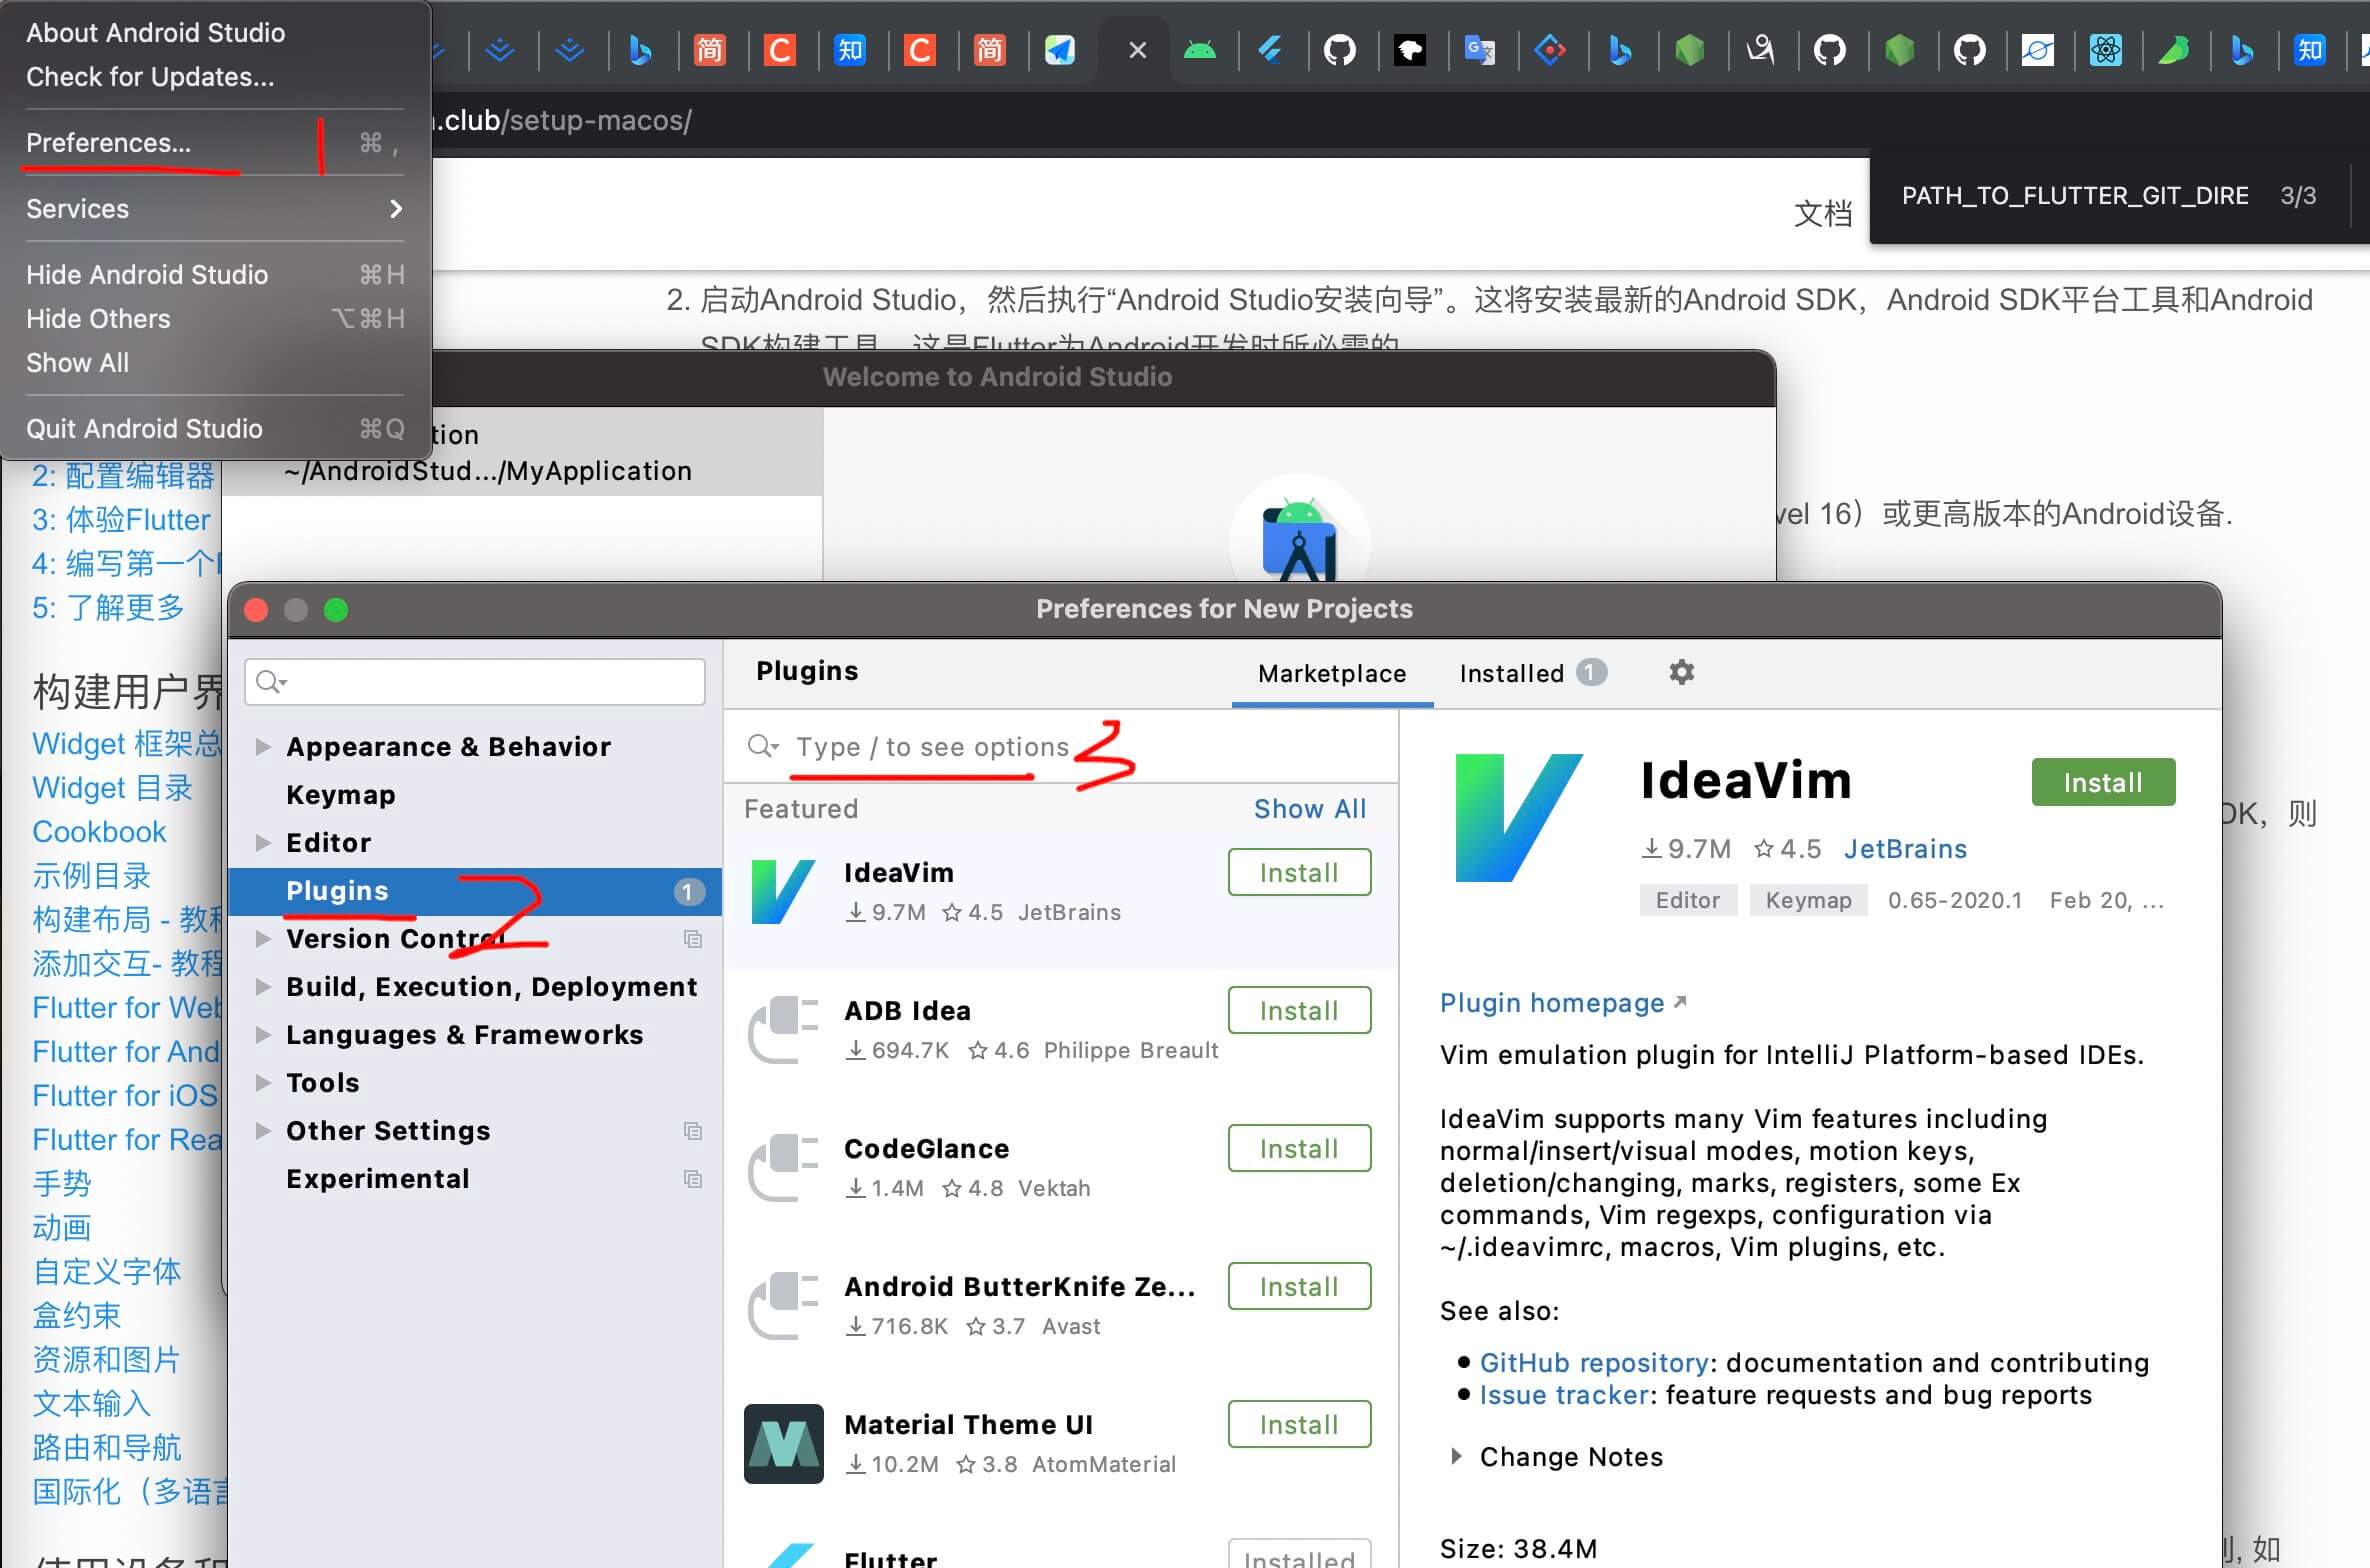 About Android Studio
Check for Updates...
Preferences... ⌘ ,
Services
Hide Android Studio ⌘H
Hide Others ⌥⌘H
Show All
Quit Android Studio ⌘Q
.club/setup-macos/
文档
PATH_TO_FLUTTER_GIT_DIRE 3/3
2. 启动Android Studio，然后执行“Android Studio安装向导”。这将安装最新的Android SDK，Android SDK平台工具和Android
SDK构建工具，这是Flutter为Android开发时所必需的
Welcome to Android Studio
tion
~/AndroidStud.../MyApplication
vel 16）或更高版本的Android设备.
2: 配置编辑器
3: 体验Flutter
4: 编写第一个
5: 了解更多
构建用户界
Widget 框架总
Widget 目录
Cookbook
示例目录
构建布局 - 教程
添加交互- 教程
Flutter for Web
Flutter for And
Flutter for iOS
Flutter for Rea
手势
动画
自定义字体
盒约束
资源和图片
文本输入
路由和导航
国际化（多语言
使用设备和
Preferences for New Projects
Appearance & Behavior
Keymap
Editor
Plugins 1
2
Version Control
Build, Execution, Deployment
Languages & Frameworks
Tools
Other Settings
Experimental
Plugins
Marketplace
Installed 1
Type / to see options
3
Featured
Show All
IdeaVim
Install
9.7M 4.5 JetBrains
ADB Idea
Install
694.7K 4.6 Philippe Breault
CodeGlance
Install
1.4M 4.8 Vektah
Android ButterKnife Ze...
Install
716.8K 3.7 Avast
Material Theme UI
Install
10.2M 3.8 AtomMaterial
Flutter
Installed
IdeaVim
Install
9.7M 4.5 JetBrains
Editor Keymap 0.65-2020.1 Feb 20, ...
Plugin homepage
Vim emulation plugin for IntelliJ Platform-based IDEs.
IdeaVim supports many Vim features including
normal/insert/visual modes, motion keys,
deletion/changing, marks, registers, some Ex
commands, Vim regexps, configuration via
~/.ideavimrc, macros, Vim plugins, etc.
See also:
• GitHub repository: documentation and contributing
• Issue tracker: feature requests and bug reports
Change Notes
Size: 38.4M
DK，则
, 如